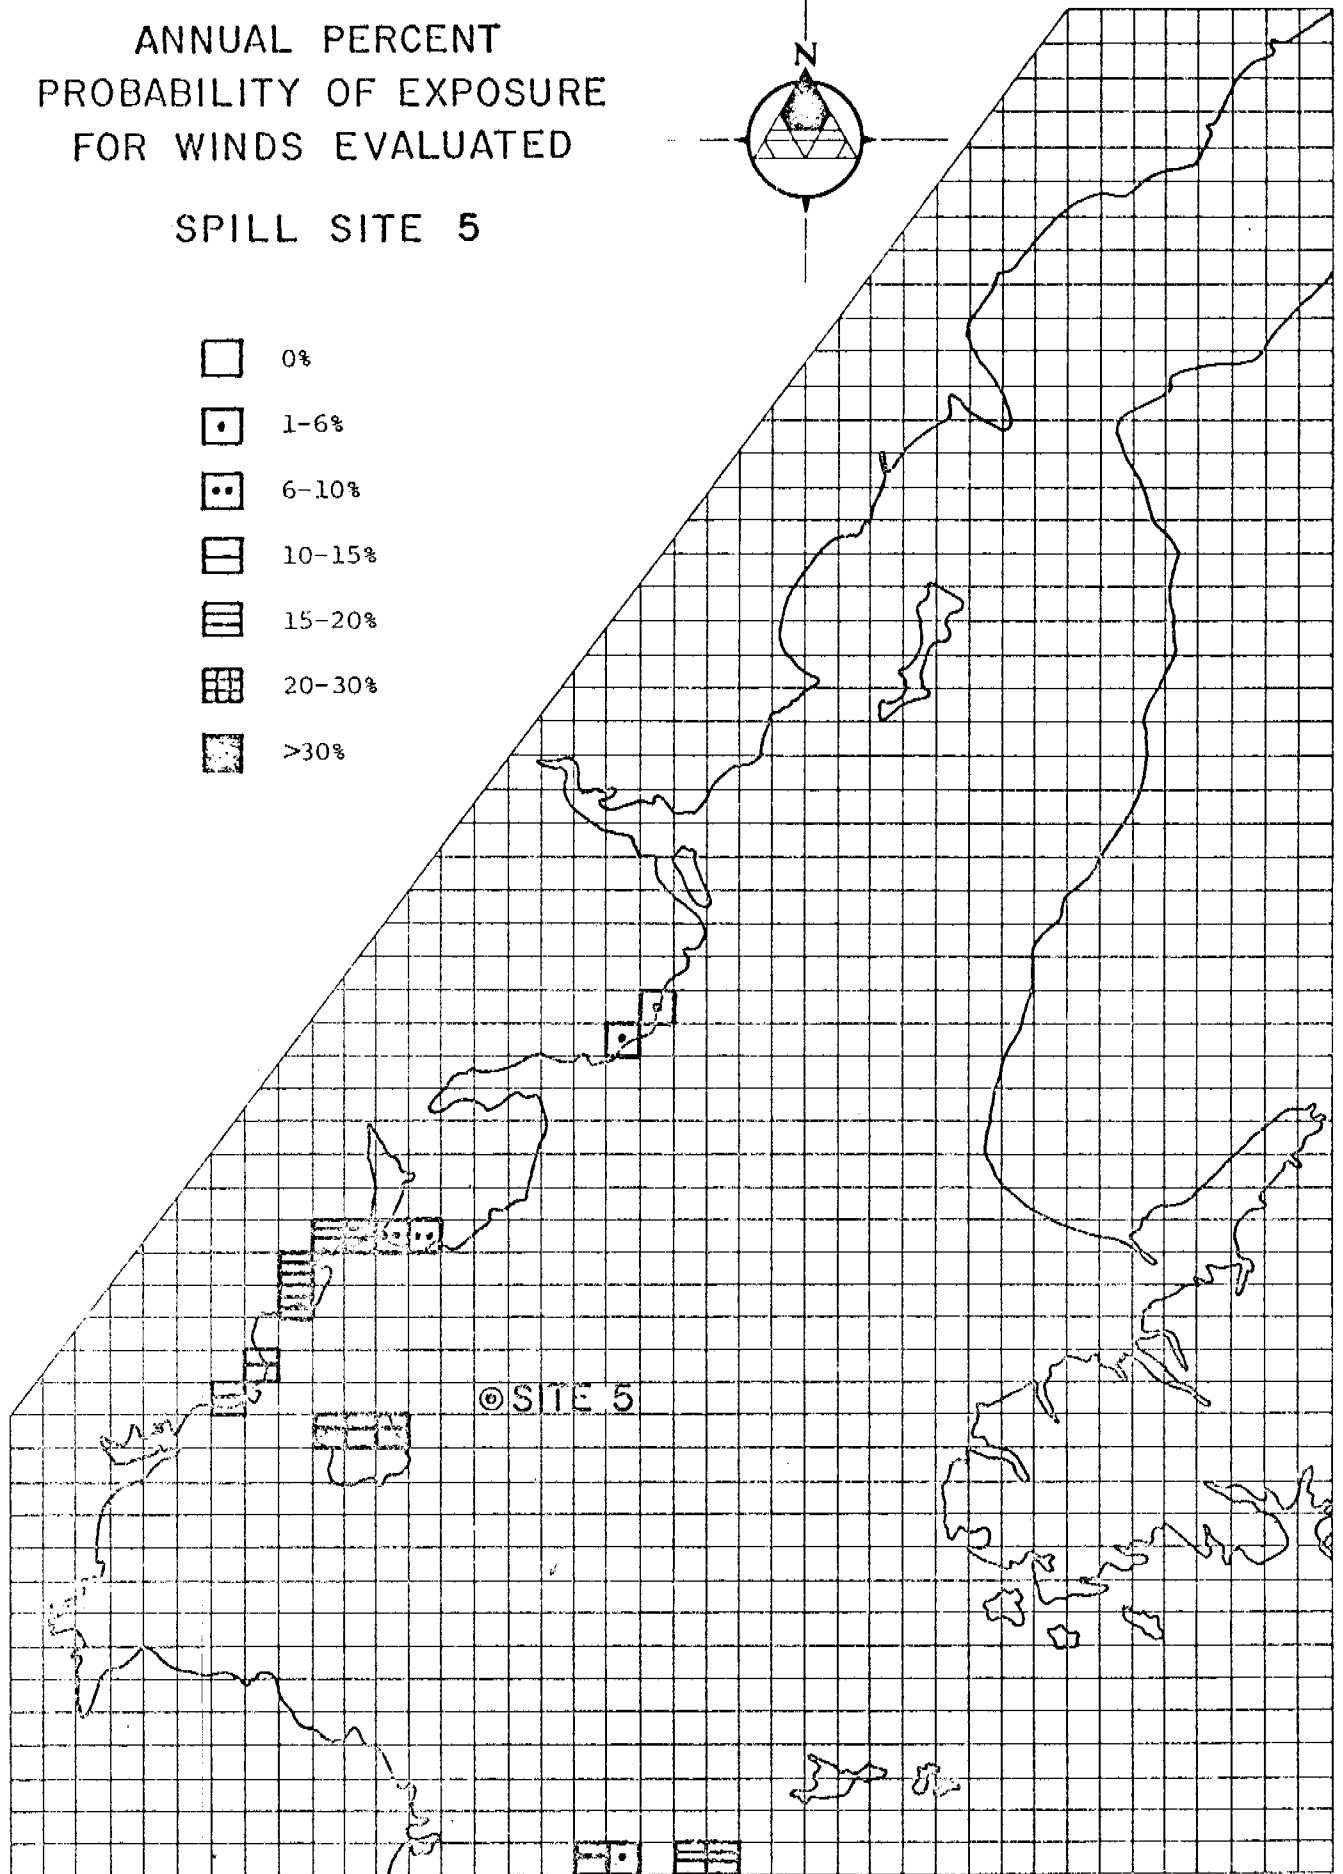 ANNUAL PERCENT
PROBABILITY OF EXPOSURE
FOR WINDS EVALUATED
SPILL SITE 5
N
0%
1-6%
6-10%
10-15%
15-20%
20-30%
>30%
SITE 5